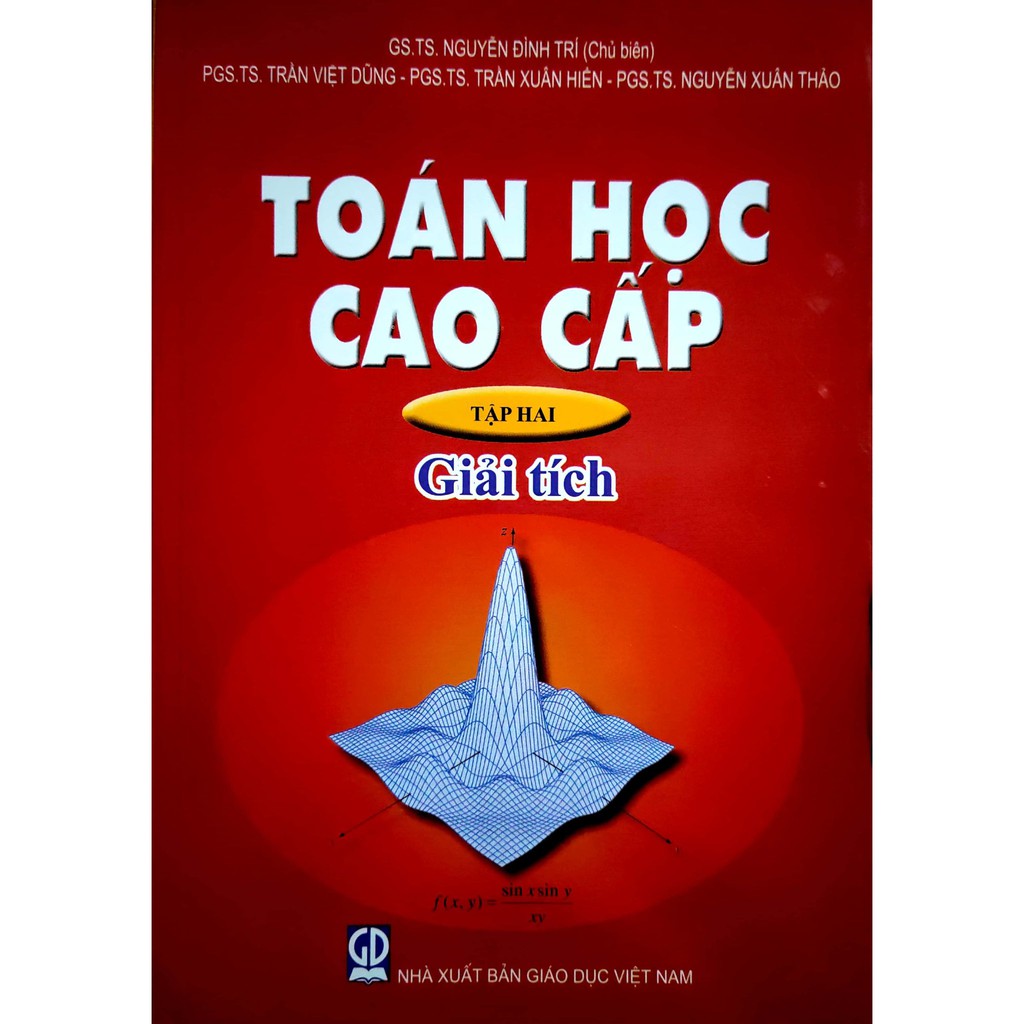 GS.TS. NGUYỄN ĐÌNH TRÍ (Chủ biên)
PGS.TS. TRẦN VIỆT DŨNG - PGS.TS. TRẦN XUÂN HIỂN - PGS.TS. NGUYỄN XUÂN THẢO
TOÁN HỌC
CAO CẤP
TẬP HAI
Giải tích
z
f(x, y) = sin x sin y / xy
GD
NHÀ XUẤT BẢN GIÁO DỤC VIỆT NAM